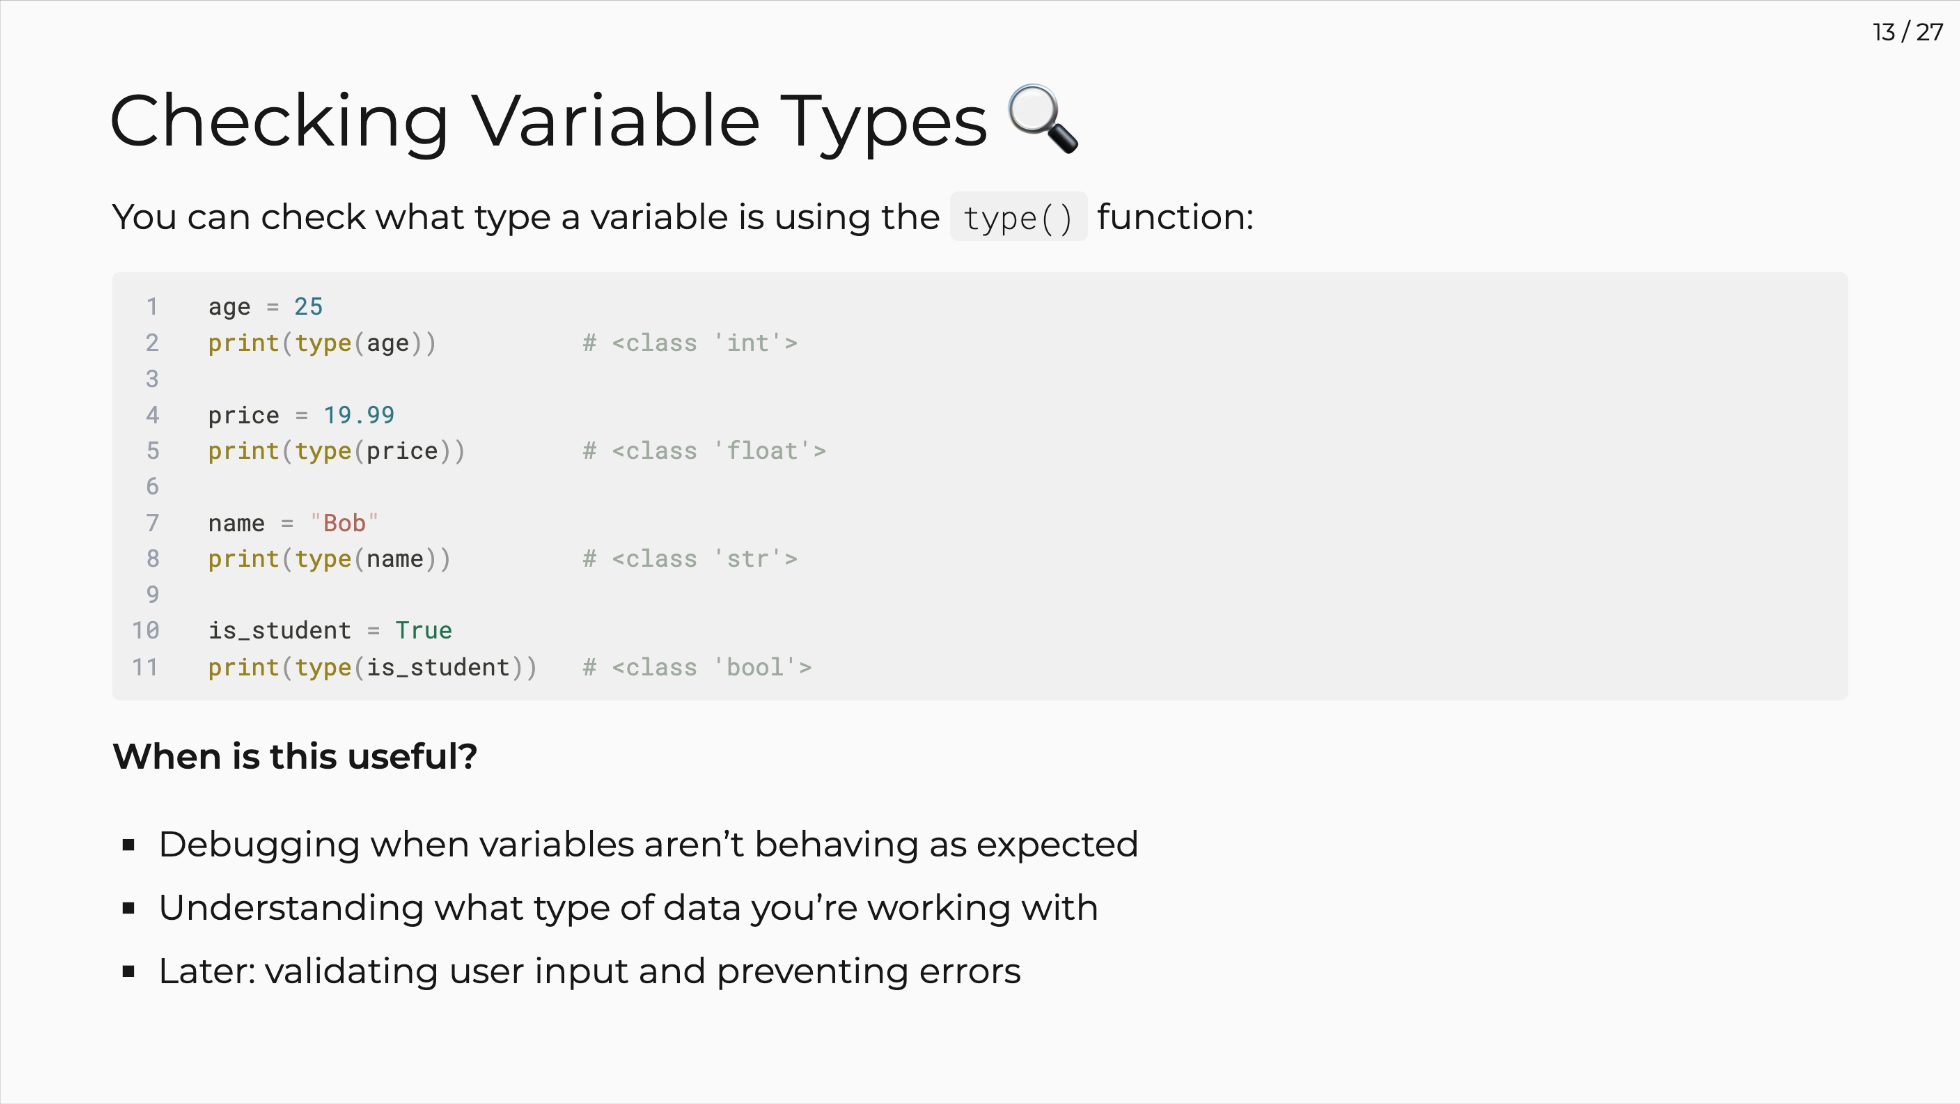 13 / 27
Checking Variable Types 🔍
You can check what type a variable is using the type() function:
1 age = 25
2 print(type(age))          # <class 'int'>
3
4 price = 19.99
5 print(type(price))        # <class 'float'>
6
7 name = "Bob"
8 print(type(name))         # <class 'str'>
9
10 is_student = True
11 print(type(is_student))   # <class 'bool'>
When is this useful?
▪ Debugging when variables aren’t behaving as expected
▪ Understanding what type of data you’re working with
▪ Later: validating user input and preventing errors